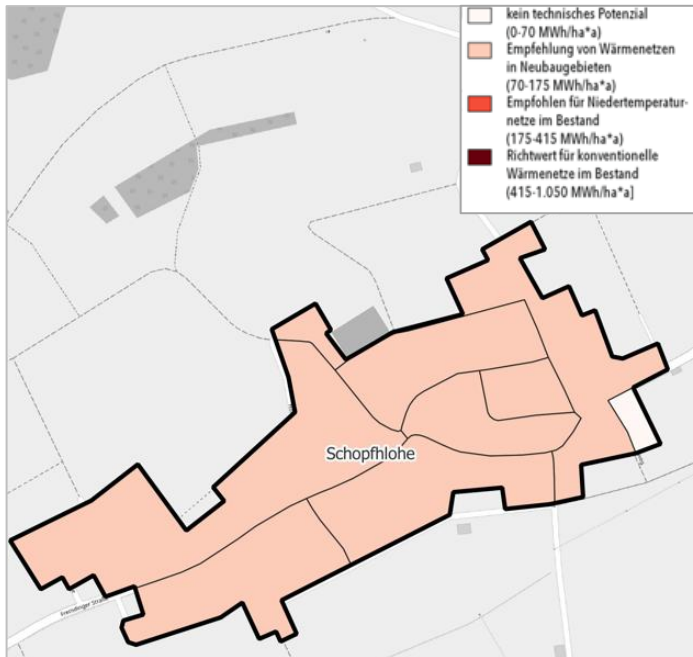 kein technisches Potenzial
(0-70 MWh/ha*a)
Empfehlung von Wärmenetzen
in Neubaugebieten
(70-175 MWh/ha*a)
Empfohlen für Niedertemperatur-
netze im Bestand
(175-415 MWh/ha*a)
Richtwert für konventionelle
Wärmenetze im Bestand
(415-1.050 MWh/ha*a]
Schopfhlohe